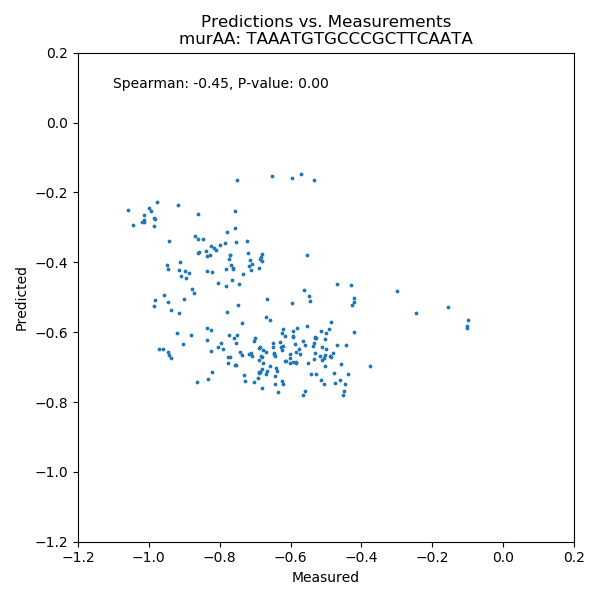 Predictions vs. Measurements
murAA: TAAATGTGCCCGCTTCAATA
Spearman: -0.45, P-value: 0.00
Predicted
0.2
0.0
−0.2
−0.4
−0.6
−0.8
−1.0
−1.2
−1.2 −1.0 −0.8 −0.6 −0.4 −0.2 0.0 0.2
Measured